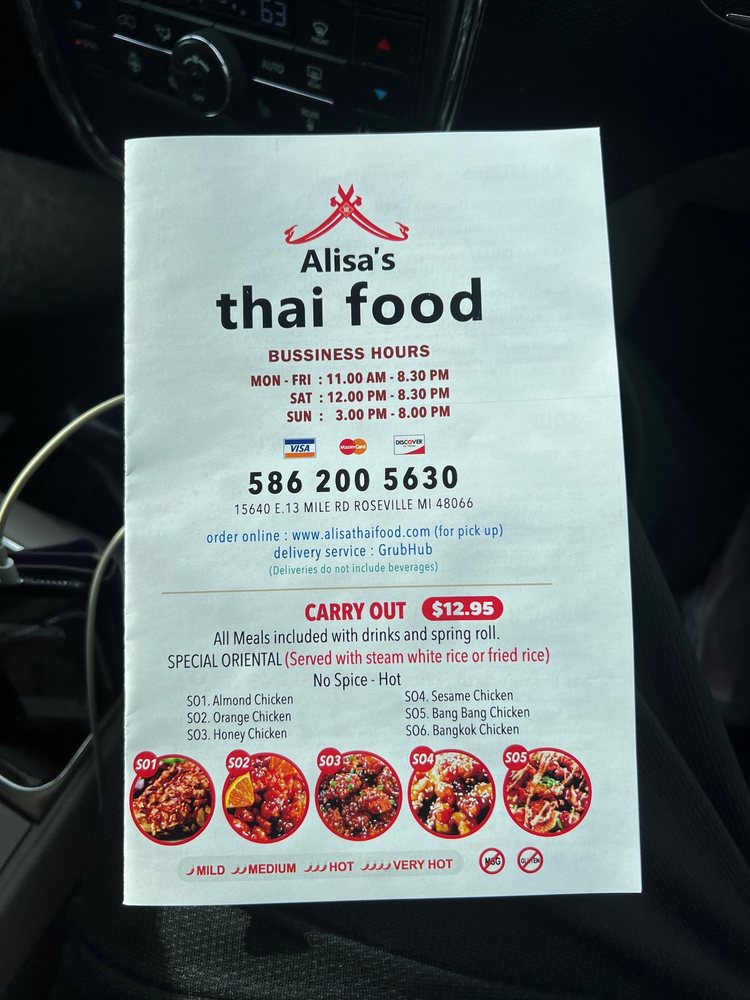 63
AUTO
Alisa's
thai food
BUSSINESS HOURS
MON - FRI : 11.00 AM - 8.30 PM
SAT : 12.00 PM - 8.30 PM
SUN : 3.00 PM - 8.00 PM
VISA MasterCard DISCOVER
586 200 5630
15640 E.13 MILE RD ROSEVILLE MI 48066
order online : www.alisathaifood.com (for pick up)
delivery service : GrubHub
(Deliveries do not include beverages)
CARRY OUT $12.95
All Meals included with drinks and spring roll.
SPECIAL ORIENTAL (Served with steam white rice or fried rice)
No Spice - Hot
SO1. Almond Chicken
SO2. Orange Chicken
SO3. Honey Chicken
SO4. Sesame Chicken
SO5. Bang Bang Chicken
SO6. Bangkok Chicken
SO1 SO2 SO3 SO4 SO5
MILD MEDIUM HOT VERY HOT MSG GLUTEN